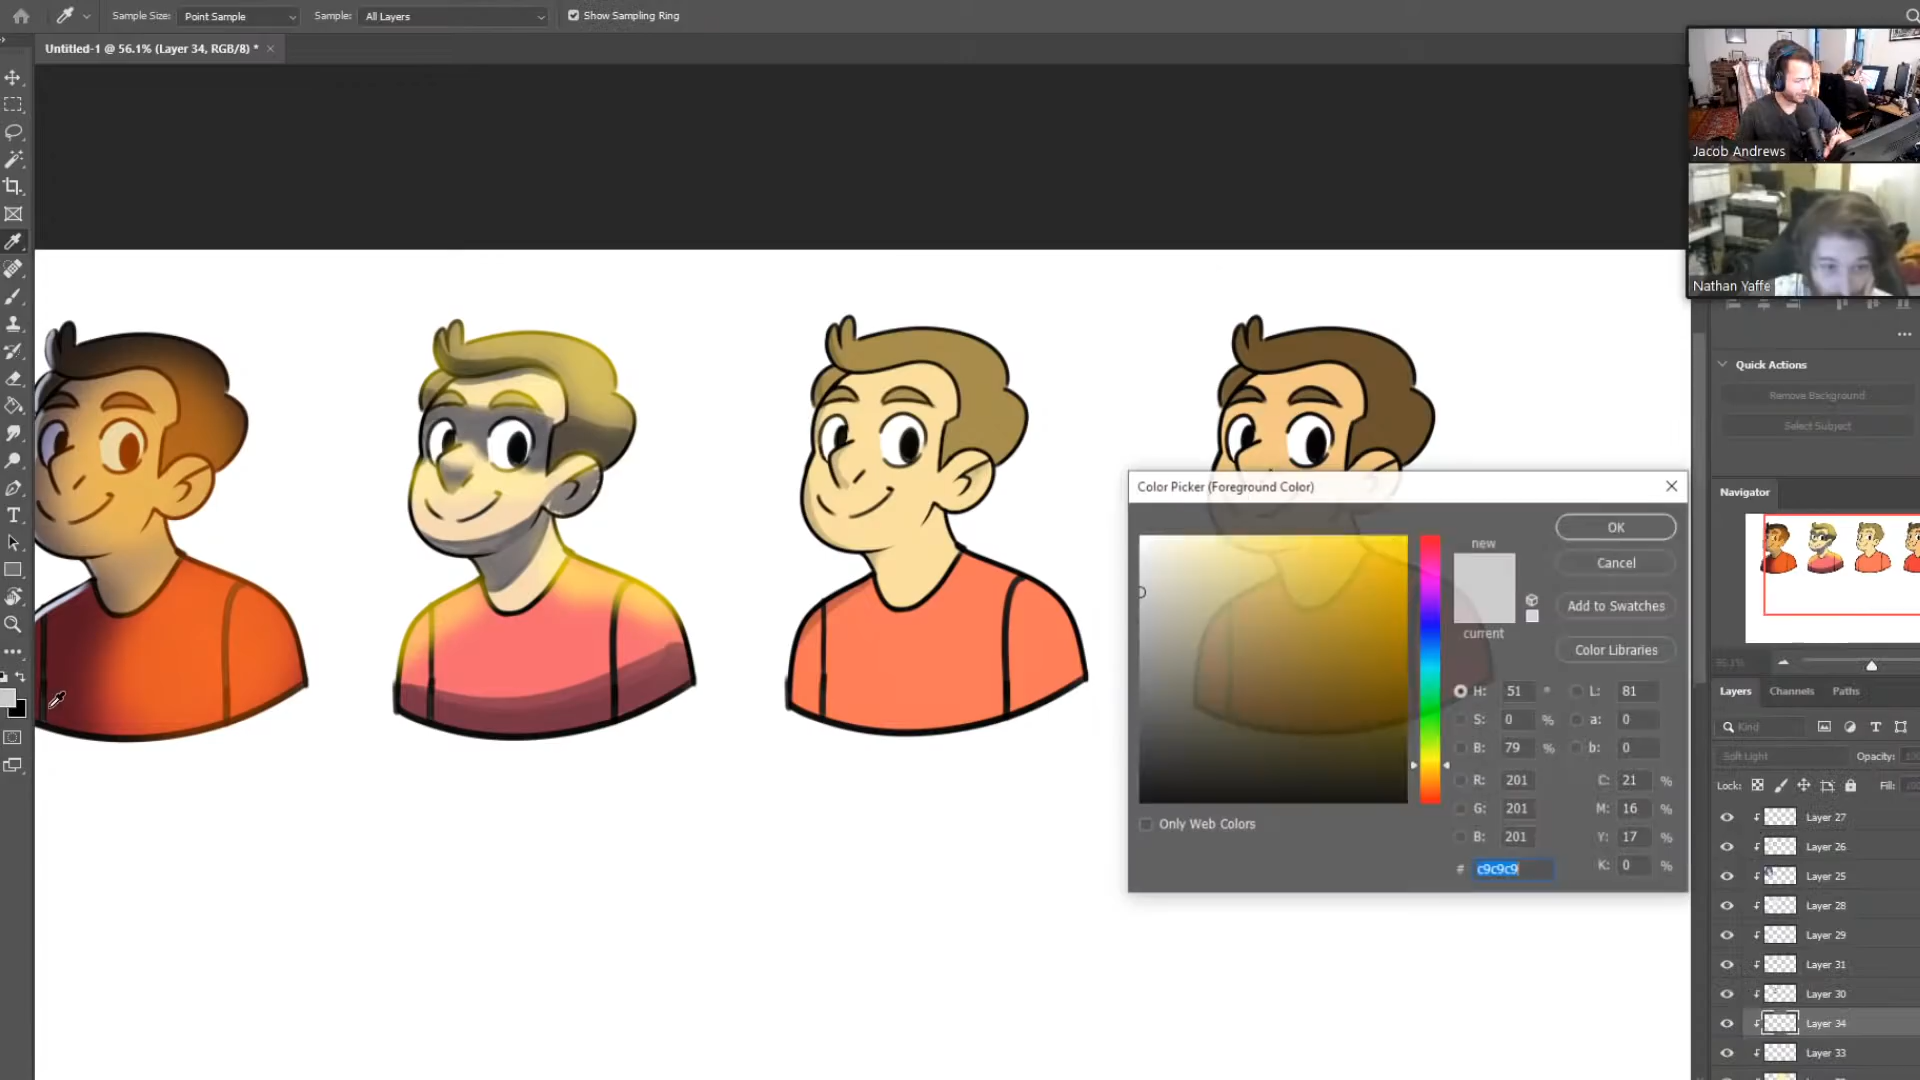 Sample Size: Point Sample Sample: All Layers Show Sampling Ring
Untitled-1 @ 56.1% (Layer 34, RGB/8) * ×
Jacob Andrews
Nathan Yaffe
Quick Actions
Remove Background
Select Subject
Color Picker (Foreground Color)
new
current
OK
Cancel
Add to Swatches
Color Libraries
H: 51 °
S: 0 %
B: 79 %
R: 201
G: 201
B: 201
# c9c9c9
L: 81
a: 0
b: 0
C: 21 %
M: 16 %
Y: 17 %
K: 0 %
Only Web Colors
Navigator
Layers Channels Paths
Kind
Soft Light Opacity:
Lock: Fill:
Layer 27
Layer 26
Layer 25
Layer 28
Layer 29
Layer 31
Layer 30
Layer 34
Layer 33